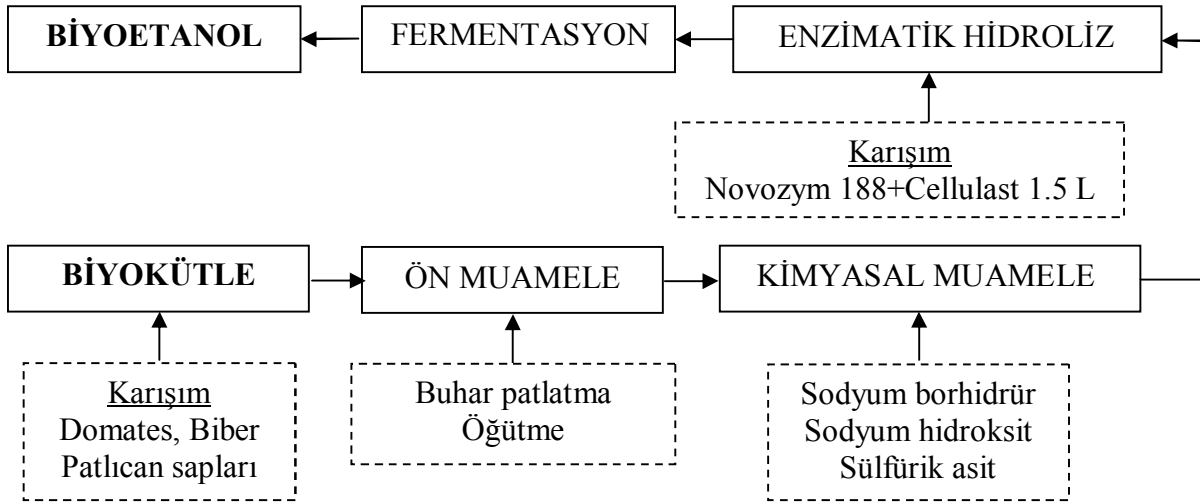 BİYOETANOL
FERMENTASYON
ENZİMATİK HİDROLİZ
Karışım
Novozym 188+Cellulast 1.5 L
BİYOKÜTLE
ÖN MUAMELE
KİMYASAL MUAMELE
Karışım
Domates, Biber
Patlıcan sapları
Buhar patlatma
Öğütme
Sodyum borhidrür
Sodyum hidroksit
Sülfürik asit